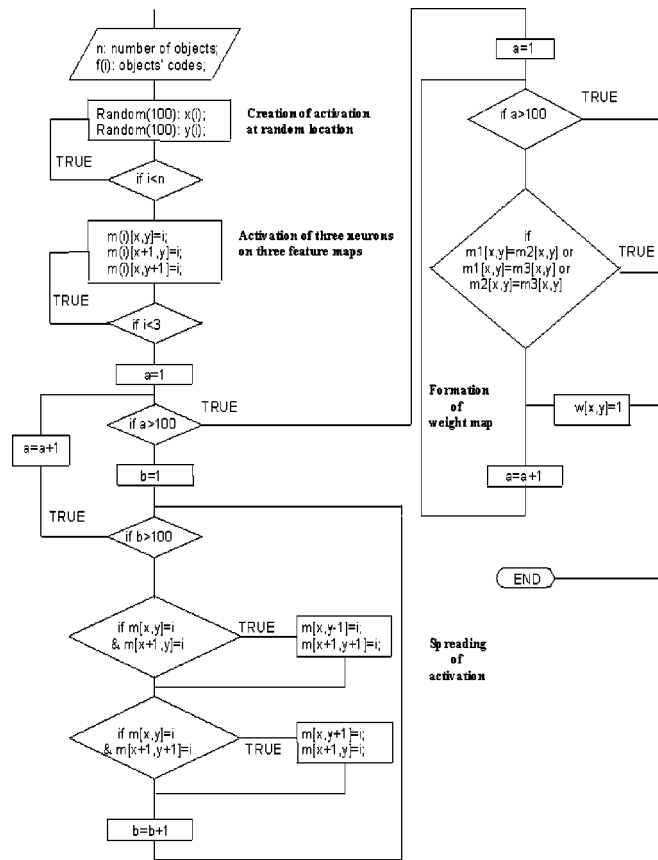 n: number of objects;
f(i): objects' codes;
Random(100): x(i);
Random(100): y(i);
Creation of activation
at random location
TRUE
if i<n
m(i)[x,y]=i;
m(i)[x+1,y]=i;
m(i)[x,y+1]=i;
Activation of three neurons
on three feature maps
TRUE
if i<3
a=1
if a>100
TRUE
a=a+1
b=1
TRUE
if b>100
if m[x,y]=i
& m[x+1,y]=i
TRUE
m[x,y-1]=i;
m[x+1,y+1]=i;
if m[x,y]=i
& m[x+1,y+1]=i
TRUE
m[x,y+1]=i;
m[x+1,y]=i;
b=b+1
Spreading
of
activation
a=1
if a>100
TRUE
if
m1[x,y]=m2[x,y] or
m1[x,y]=m3[x,y] or
m2[x,y]=m3[x,y]
TRUE
Formation
of
weight map
w[x,y]=1
a=a+1
END